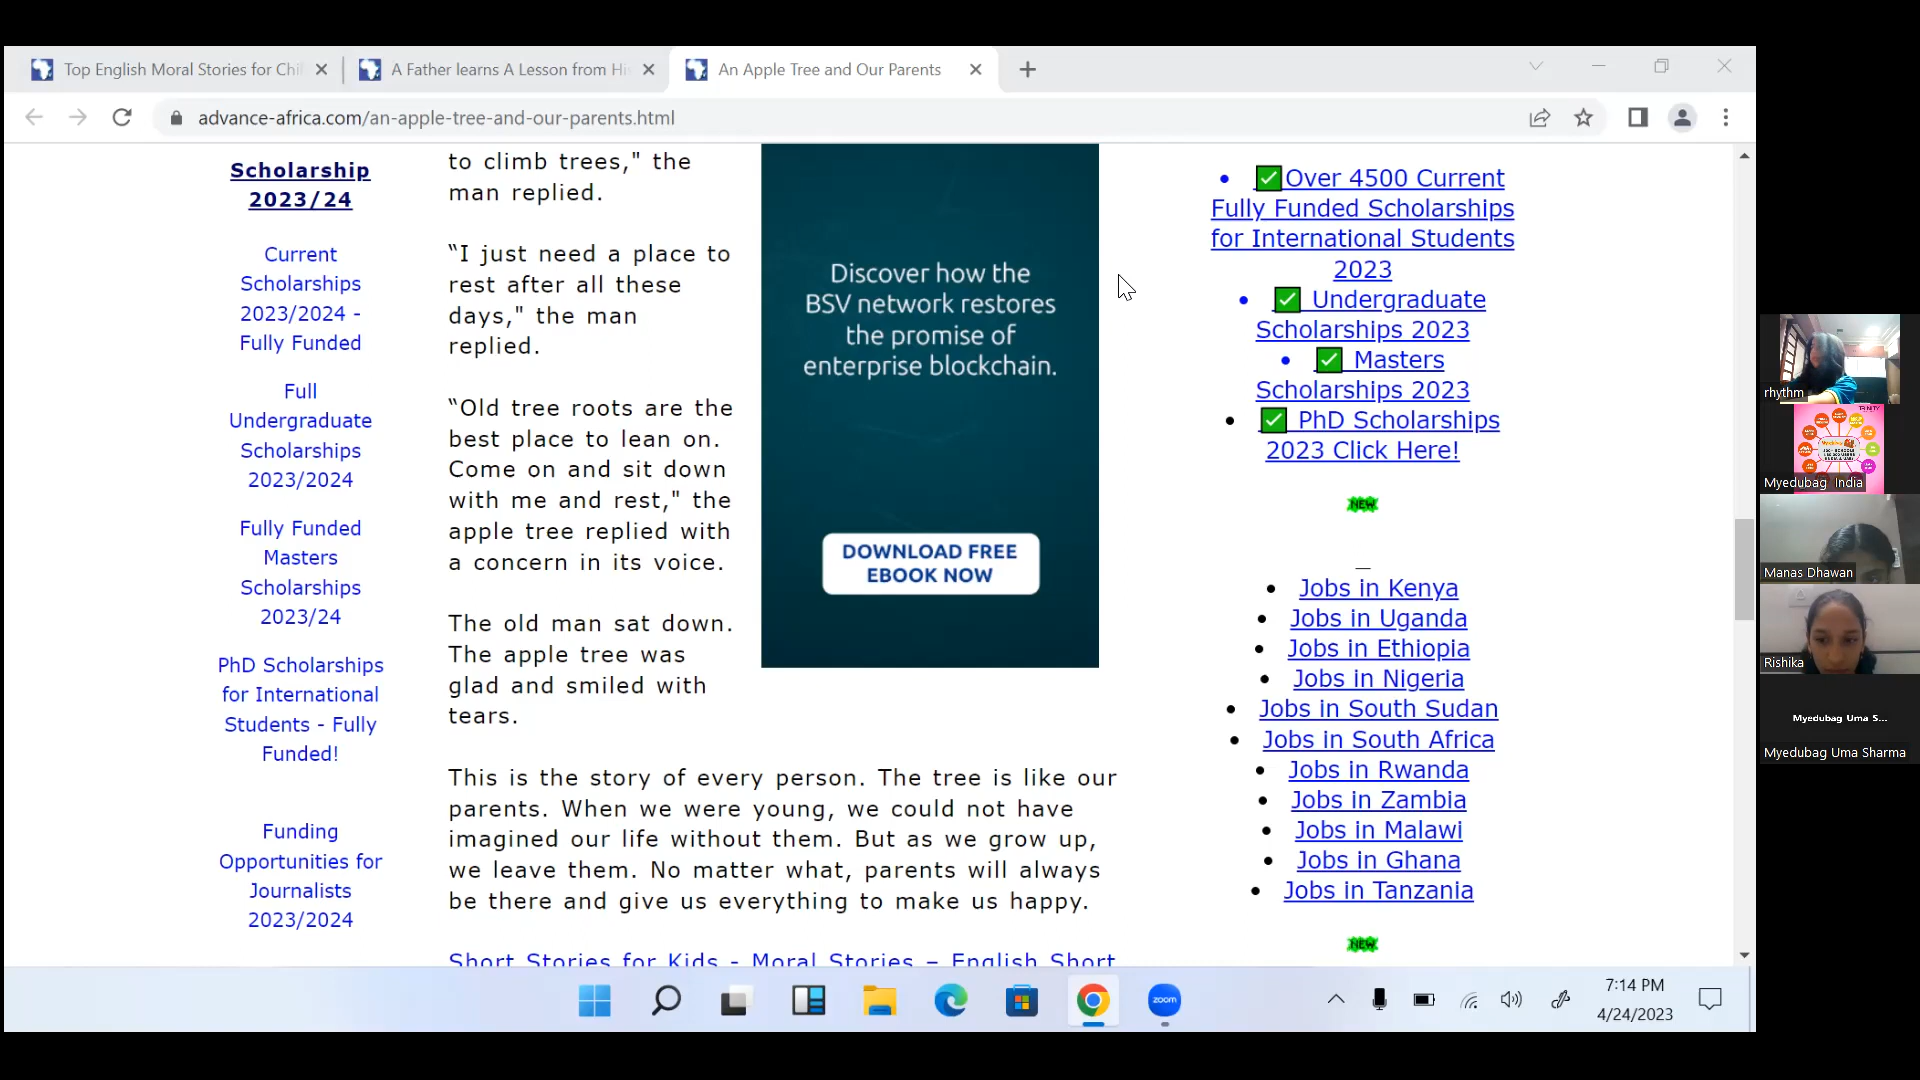 Top English Moral Stories for Chi
A Father learns A Lesson from His
An Apple Tree and Our Parents
advance-africa.com/an-apple-tree-and-our-parents.html
Scholarship
2023/24
Current
Scholarships
2023/2024 -
Fully Funded
Full
Undergraduate
Scholarships
2023/2024
Fully Funded
Masters
Scholarships
2023/24
PhD Scholarships
for International
Students - Fully
Funded!
Funding
Opportunities for
Journalists
2023/2024
to climb trees," the
man replied.
“I just need a place to
rest after all these
days," the man
replied.
“Old tree roots are the
best place to lean on.
Come on and sit down
with me and rest," the
apple tree replied with
a concern in its voice.
The old man sat down.
The apple tree was
glad and smiled with
tears.
This is the story of every person. The tree is like our
parents. When we were young, we could not have
imagined our life without them. But as we grow up,
we leave them. No matter what, parents will always
be there and give us everything to make us happy.
Short Stories for Kids - Moral Stories – English Short
Discover how the
BSV network restores
the promise of
enterprise blockchain.
DOWNLOAD FREE
EBOOK NOW
Over 4500 Current
Fully Funded Scholarships
for International Students
2023
Undergraduate
Scholarships 2023
Masters
Scholarships 2023
PhD Scholarships
2023 Click Here!
NEW
Jobs in Kenya
Jobs in Uganda
Jobs in Ethiopia
Jobs in Nigeria
Jobs in South Sudan
Jobs in South Africa
Jobs in Rwanda
Jobs in Zambia
Jobs in Malawi
Jobs in Ghana
Jobs in Tanzania
NEW
rhythm
TRINITY
Myedubag India
Manas Dhawan
Rishika
Myedubag Uma S...
Myedubag Uma Sharma
zoom
7:14 PM
4/24/2023